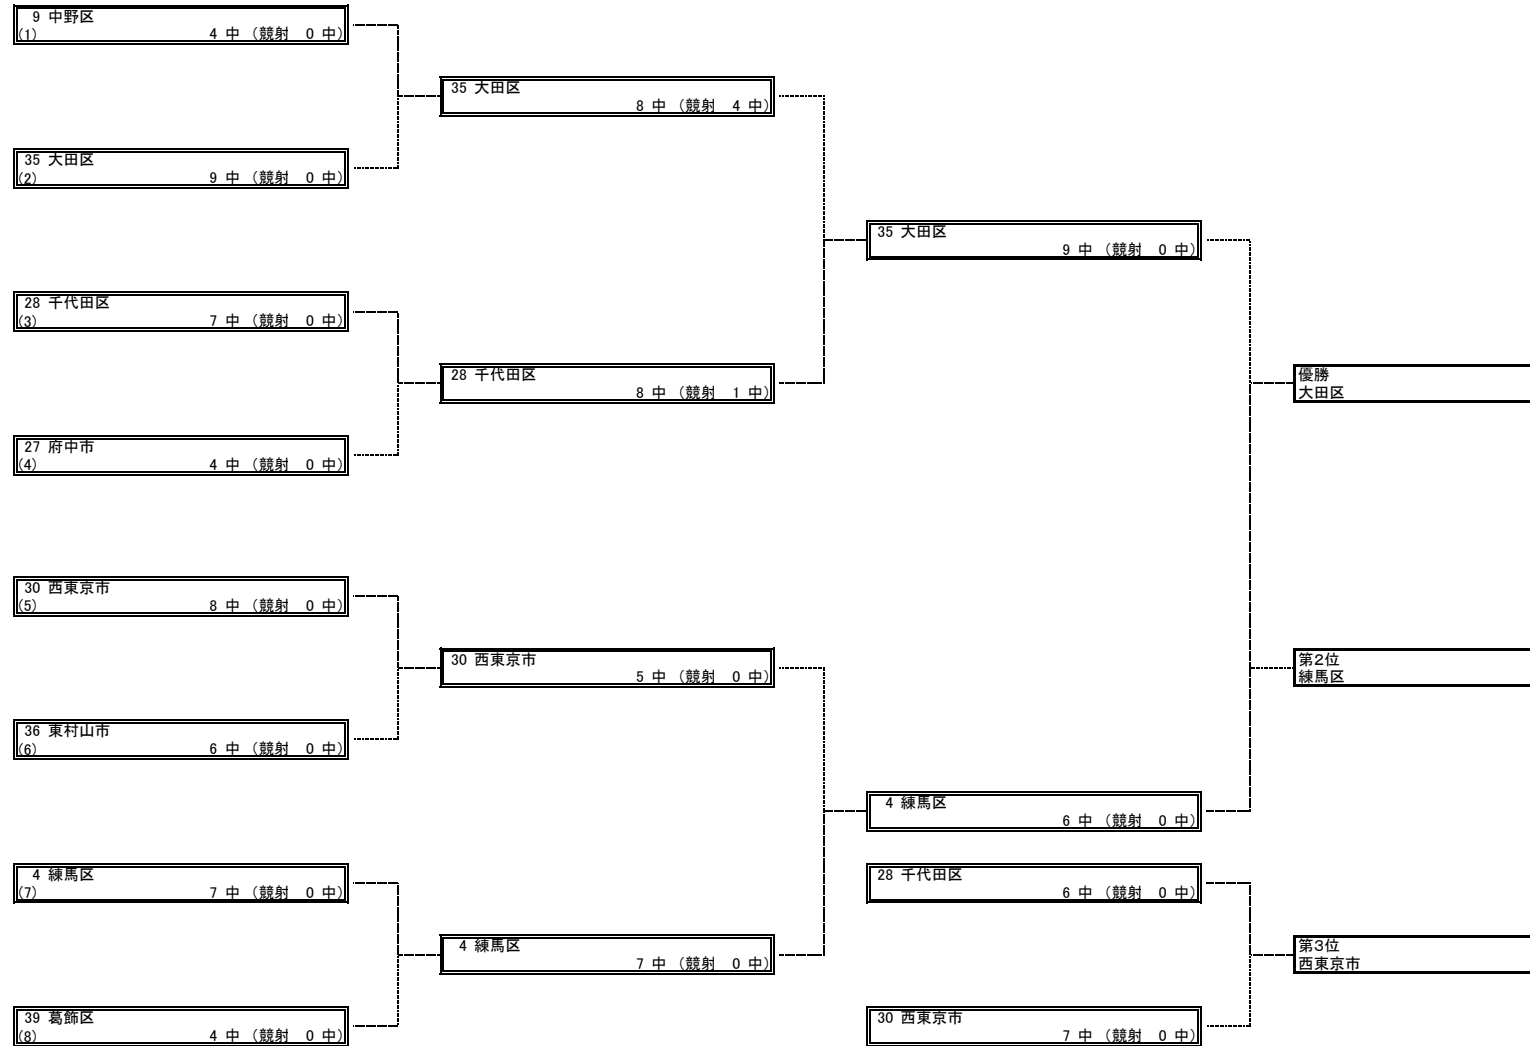 9 中野区
(1) 4 中 (競射 0 中)
35 大田区
8 中 (競射 4 中)
35 大田区
(2) 9 中 (競射 0 中)
35 大田区
9 中 (競射 0 中)
28 千代田区
(3) 7 中 (競射 0 中)
28 千代田区
8 中 (競射 1 中)
優勝
大田区
27 府中市
(4) 4 中 (競射 0 中)
30 西東京市
(5) 8 中 (競射 0 中)
30 西東京市
5 中 (競射 0 中)
第2位
練馬区
36 東村山市
(6) 6 中 (競射 0 中)
4 練馬区
6 中 (競射 0 中)
4 練馬区
(7) 7 中 (競射 0 中)
28 千代田区
6 中 (競射 0 中)
4 練馬区
7 中 (競射 0 中)
第3位
西東京市
39 葛飾区
(8) 4 中 (競射 0 中)
30 西東京市
7 中 (競射 0 中)